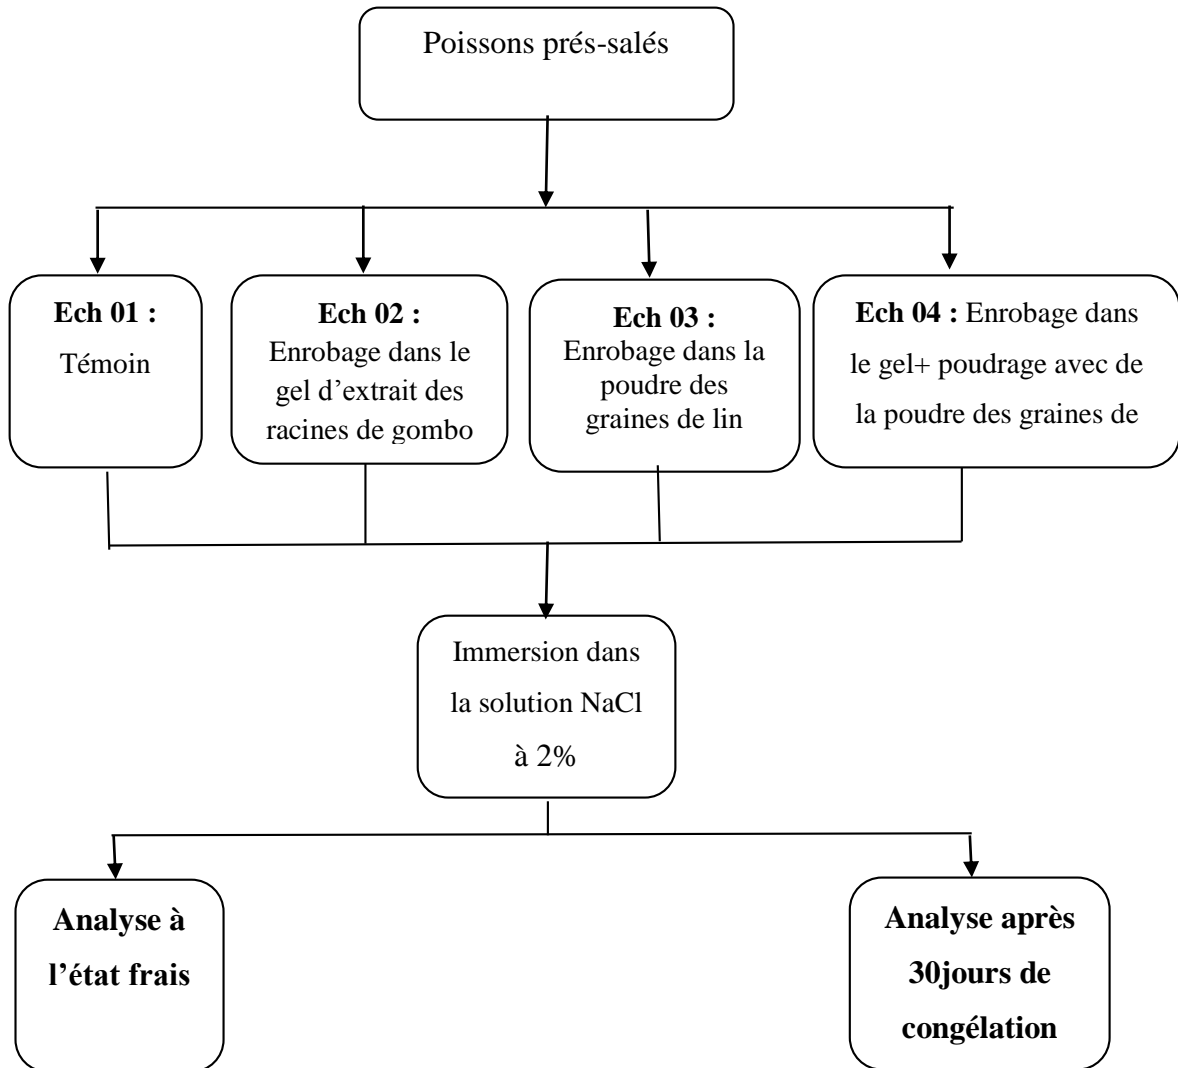 Poissons prés-salés
Ech 01 :
Témoin
Ech 02 :
Enrobage dans le
gel d’extrait des
racines de gombo
Ech 03 :
Enrobage dans la
poudre des
graines de lin
Ech 04 : Enrobage dans
le gel+ poudrage avec de
la poudre des graines de
Immersion dans
la solution NaCl
à 2%
Analyse à
l’état frais
Analyse après
30jours de
congélation